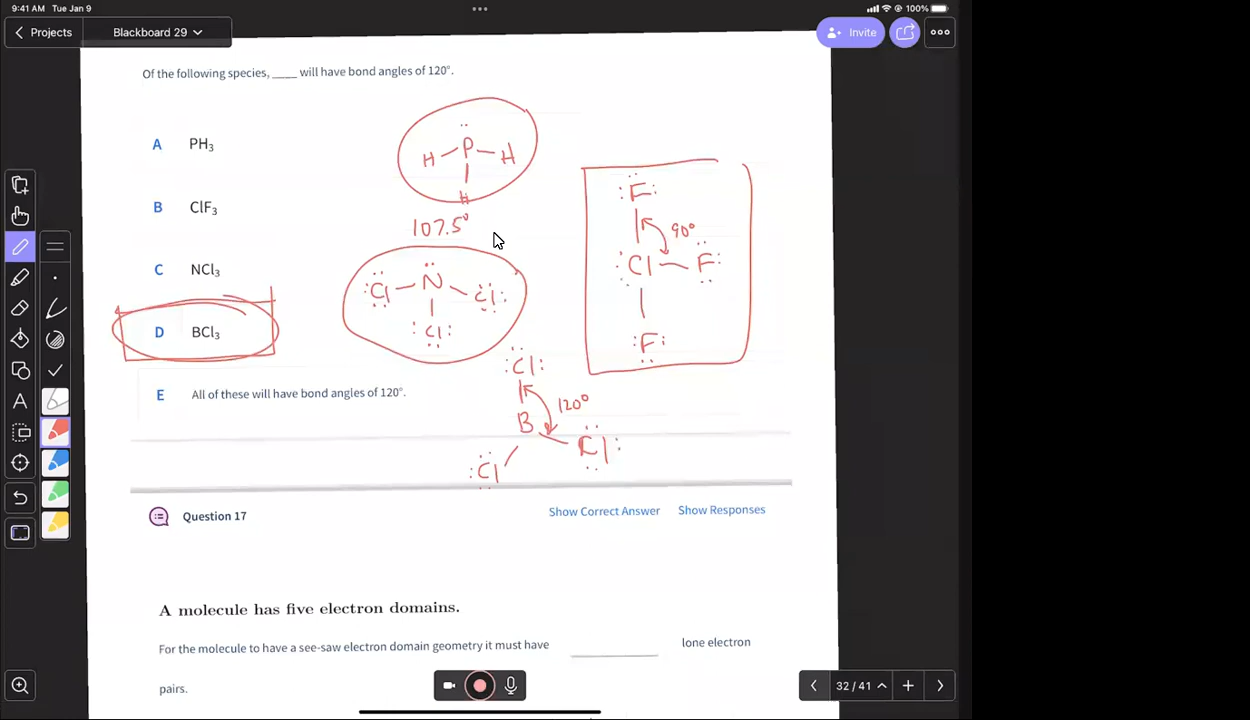 9:41 AM Tue Jan 9
100%
Projects
Blackboard 29
Invite
Of the following species, ____ will have bond angles of 120°.
A PH₃
B ClF₃
C NCl₃
D BCl₃
E All of these will have bond angles of 120°.
H P H
H
107.5°
Cl N Cl
Cl
F
90°
Cl F
F
Cl
120°
B
Cl
Cl
A
Question 17
Show Correct Answer Show Responses
A molecule has five electron domains.
For the molecule to have a see-saw electron domain geometry it must have ____ lone electron
pairs.
32 / 41